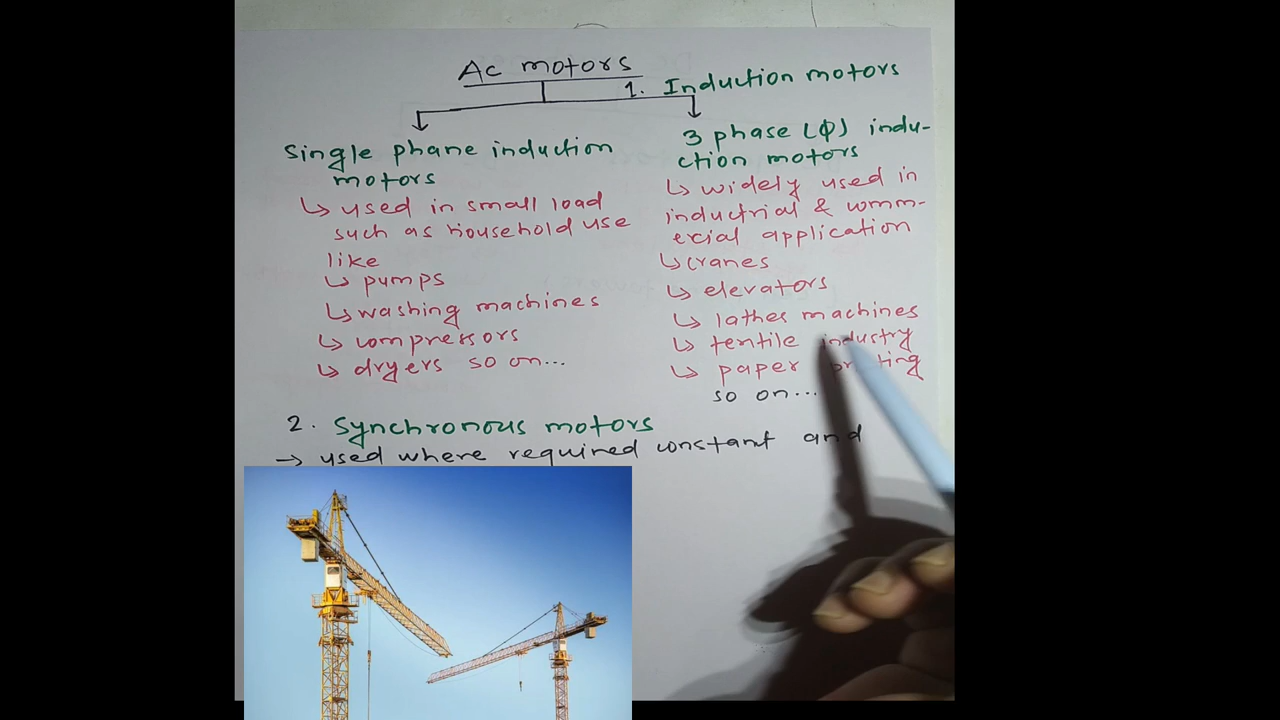 Ac motors
1. Induction motors
Single phane induction
motors
↳ used in small load
such as household use
like
↳ pumps
↳ washing machines
↳ compressors
↳ dryers so on...
3 phase (ϕ) indu-
ction motors
↳ widely used in
industrial & comm-
ercial application
↳ cranes
↳ elevators
↳ lathes machines
↳ textile industry
↳ paper printing
so on...
2. Synchronous motors
→ used where required constant and